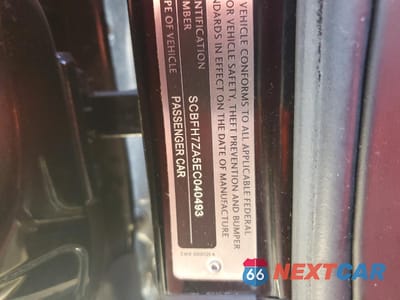 VEHICLE CONFORMS TO ALL APPLICABLE FEDERAL
OR VEHICLE SAFETY, THEFT PREVENTION AND BUMPER
NDARDS IN EFFECT ON THE DATE OF MANUFACTURE
NTIFICATION
MBER
SCBFH7ZA5EC040493
PE OF VEHICLE
PASSENGER CAR
66 NEXTCAR